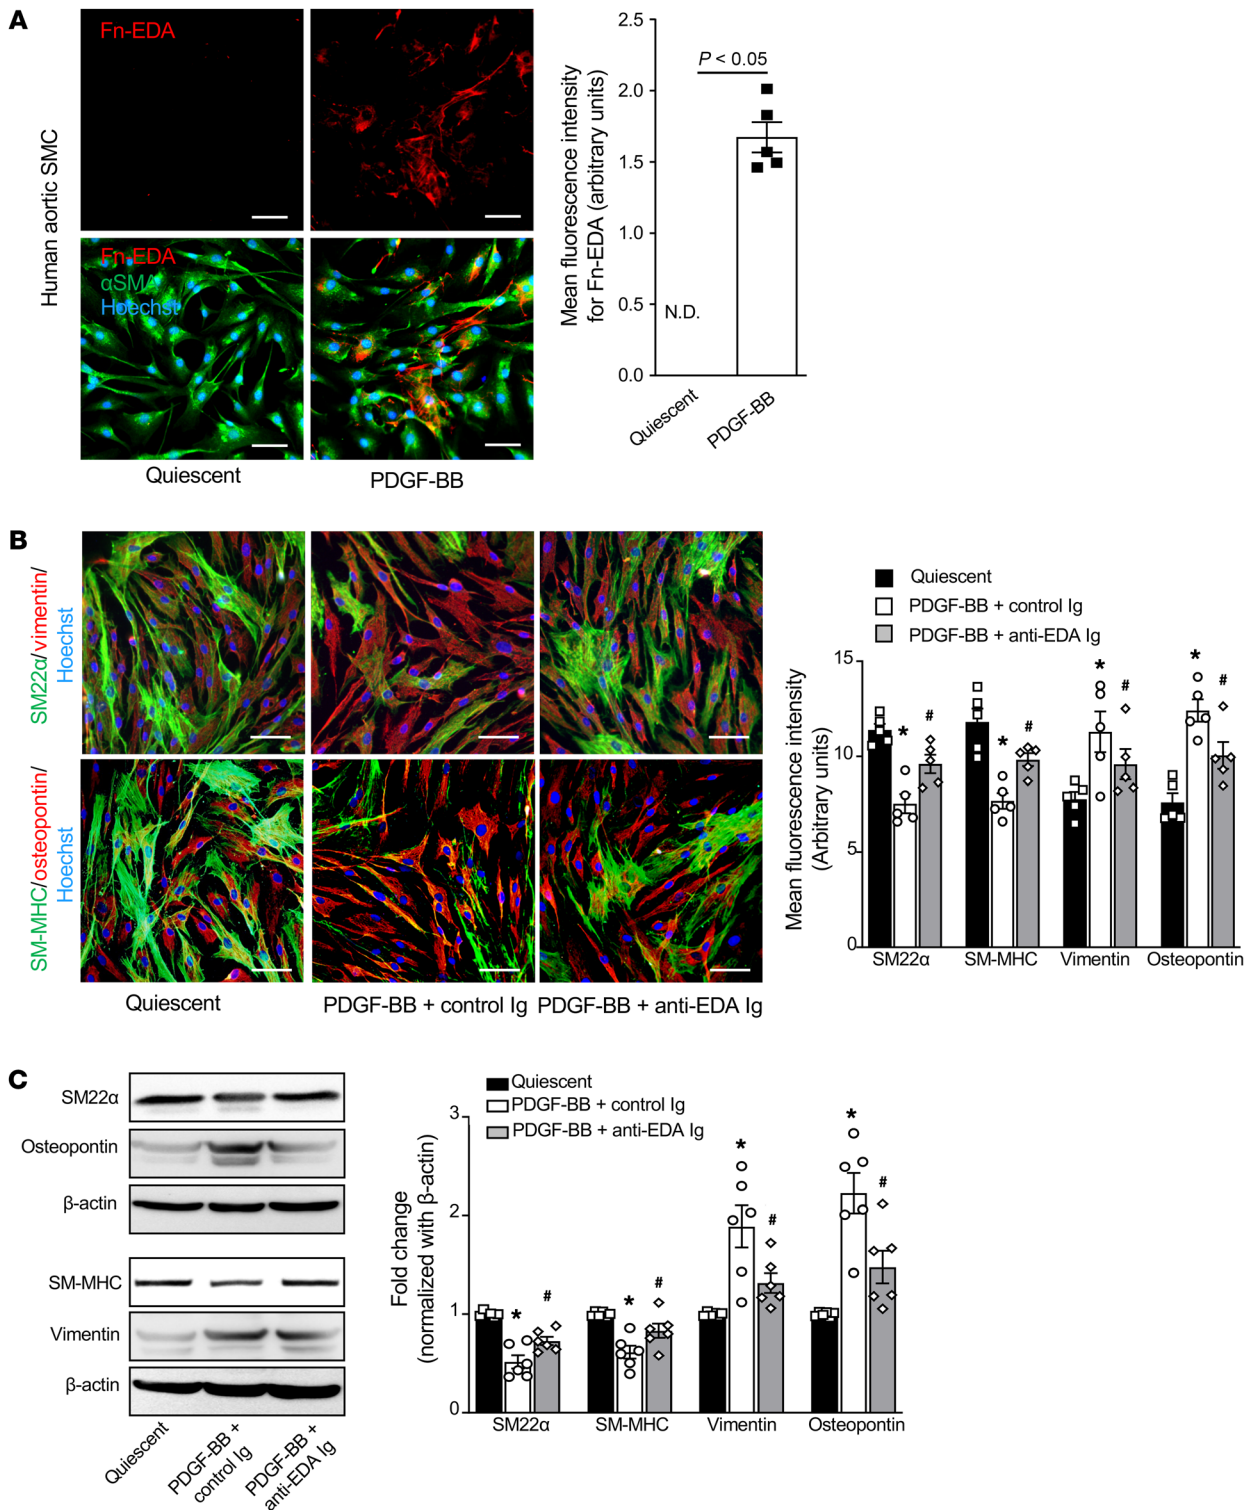 A
Human aortic SMC
Fn-EDA
Fn-EDA
αSMA
Hoechst
Quiescent
PDGF-BB
Mean fluorescence intensity
for Fn-EDA (arbitrary units)
2.5
2.0
1.5
1.0
0.5
0.0
P < 0.05
N.D.
Quiescent
PDGF-BB
B
SM22α/vimentin/
Hoechst
SM-MHC/osteopontin/
Hoechst
Quiescent
PDGF-BB + control Ig
PDGF-BB + anti-EDA Ig
Quiescent
PDGF-BB + control Ig
PDGF-BB + anti-EDA Ig
Mean fluorescence intensity
(Arbitrary units)
15
10
5
0
* # * # * # * #
SM22α
SM-MHC
Vimentin
Osteopontin
C
SM22α
Osteopontin
β-actin
SM-MHC
Vimentin
β-actin
Quiescent
PDGF-BB +
control Ig
PDGF-BB +
anti-EDA Ig
Quiescent
PDGF-BB + control Ig
PDGF-BB + anti-EDA Ig
Fold change
(normalized with β-actin)
3
2
1
0
* # * # * # * #
SM22α
SM-MHC
Vimentin
Osteopontin